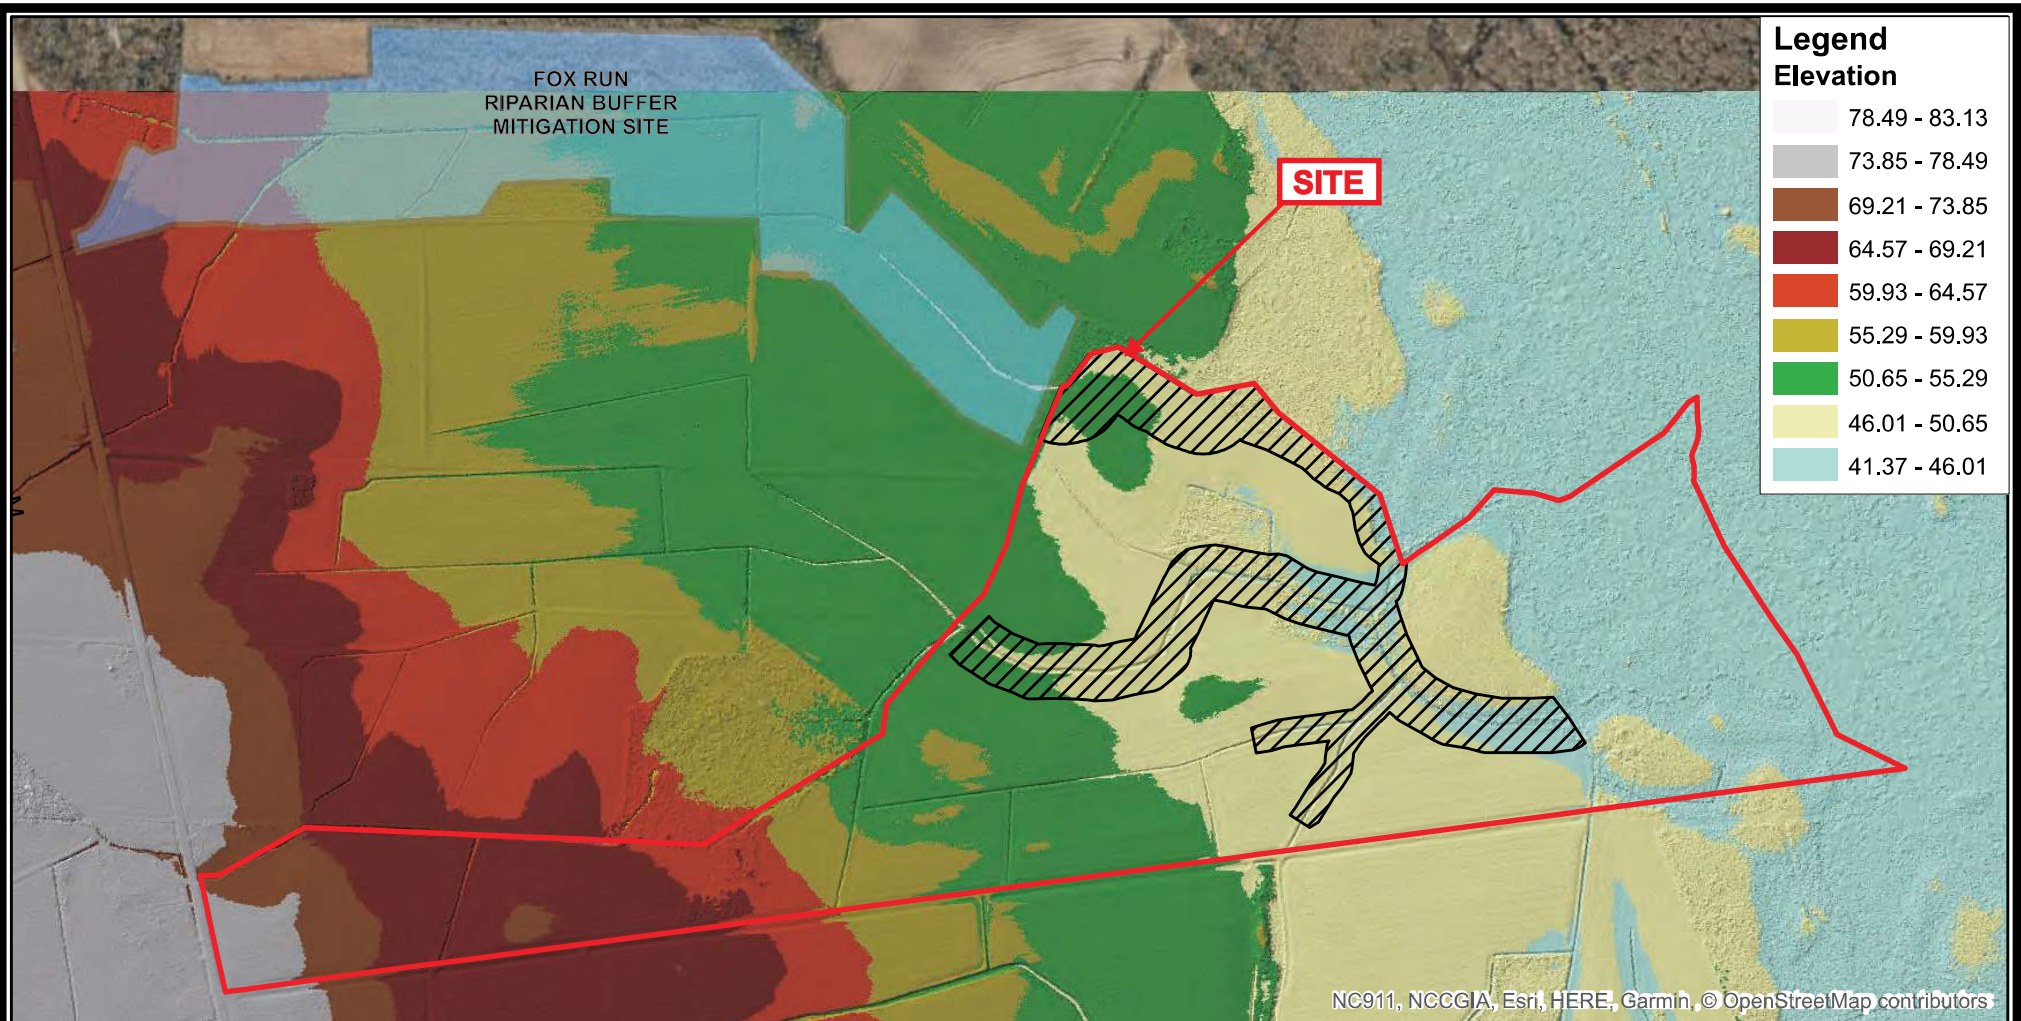 FOX RUN
RIPARIAN BUFFER
MITIGATION SITE
SITE
Legend
Elevation
78.49 - 83.13
73.85 - 78.49
69.21 - 73.85
64.57 - 69.21
59.93 - 64.57
55.29 - 59.93
50.65 - 55.29
46.01 - 50.65
41.37 - 46.01
NC911, NCCGIA, Esri, HERE, Garmin, © OpenStreetMap contributors